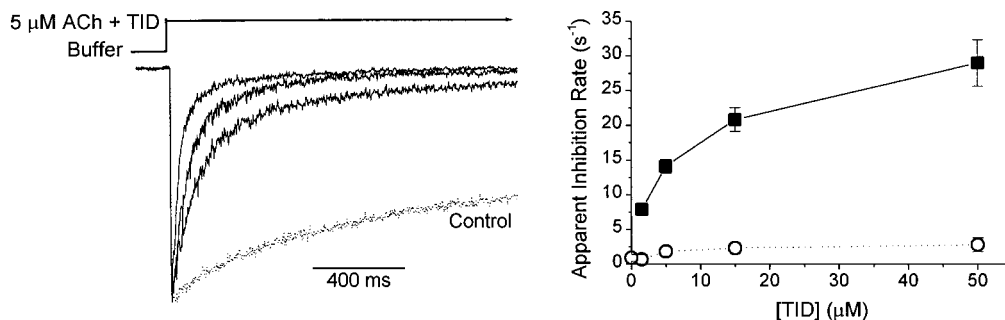 5 μM ACh + TID
Buffer
Control
400 ms
Apparent Inhibition Rate (s⁻¹)
35
30
25
20
15
10
5
0
0
10
20
30
40
50
[TID] (μM)